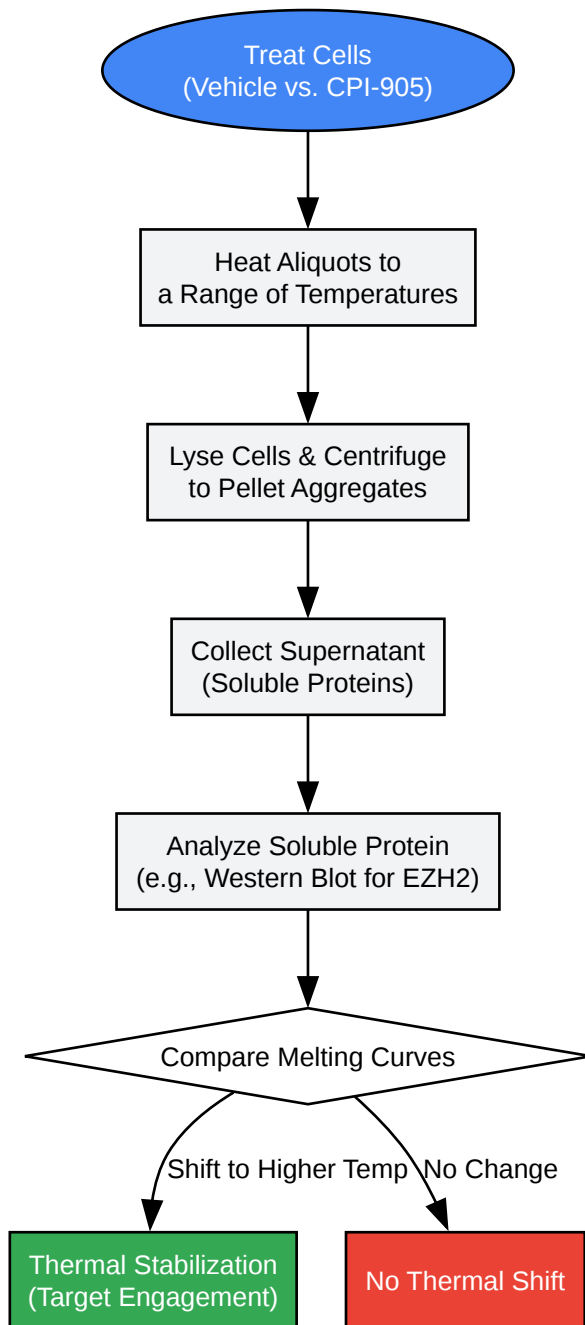 Treat Cells
(Vehicle vs. CPI-905)
Heat Aliquots to
a Range of Temperatures
Lyse Cells & Centrifuge
to Pellet Aggregates
Collect Supernatant
(Soluble Proteins)
Analyze Soluble Protein
(e.g., Western Blot for EZH2)
Compare Melting Curves
Shift to Higher Temp
No Change
Thermal Stabilization
(Target Engagement)
No Thermal Shift